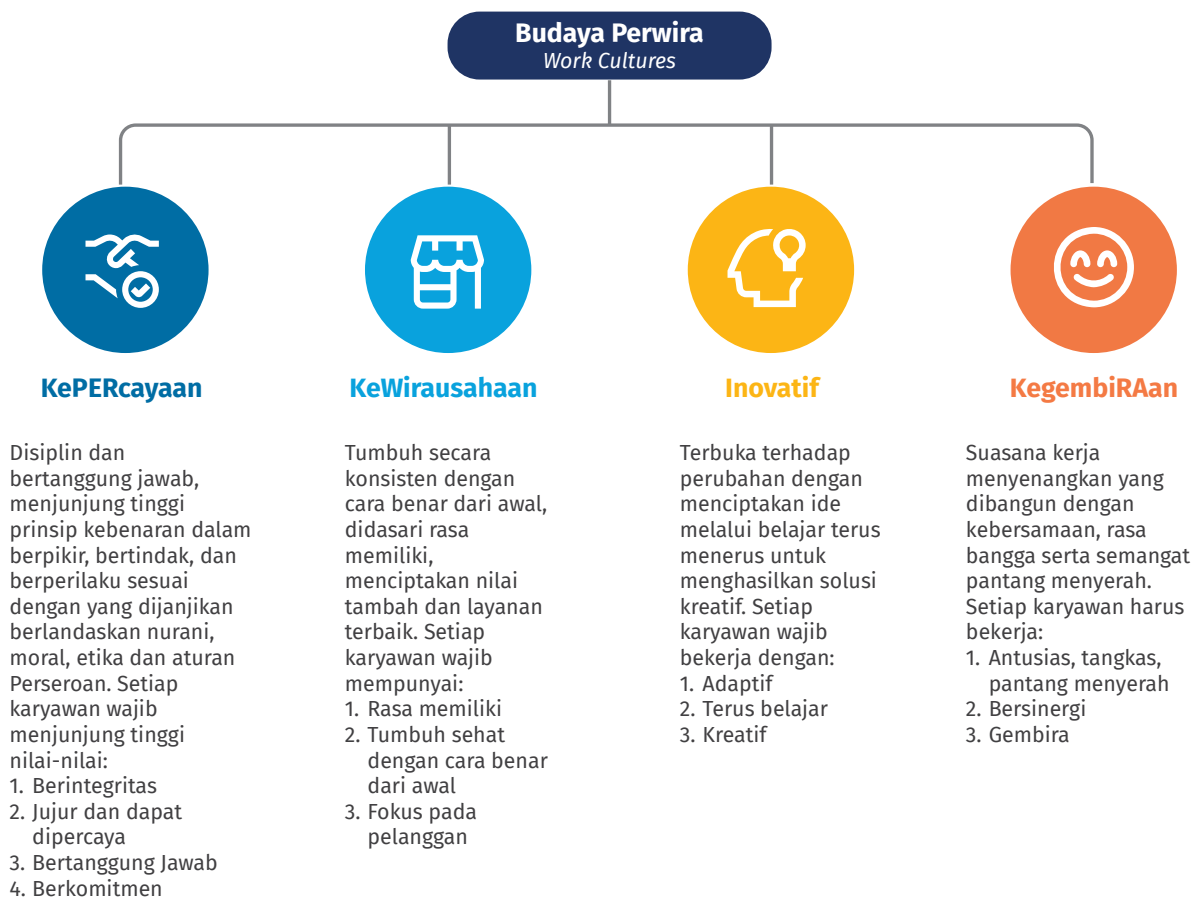 Budaya Perwira
Work Cultures
KePERcayaan
Disiplin dan
bertanggung jawab,
menjunjung tinggi
prinsip kebenaran dalam
berpikir, bertindak, dan
berperilaku sesuai
dengan yang dijanjikan
berlandaskan nurani,
moral, etika dan aturan
Perseroan. Setiap
karyawan wajib
menjunjung tinggi
nilai-nilai:
1. Berintegritas
2. Jujur dan dapat
dipercaya
3. Bertanggung Jawab
4. Berkomitmen
KeWirausahaan
Tumbuh secara
konsisten dengan
cara benar dari awal,
didasari rasa
memiliki,
menciptakan nilai
tambah dan layanan
terbaik. Setiap
karyawan wajib
mempunyai:
1. Rasa memiliki
2. Tumbuh sehat
dengan cara benar
dari awal
3. Fokus pada
pelanggan
Inovatif
Terbuka terhadap
perubahan dengan
menciptakan ide
melalui belajar terus
menerus untuk
menghasilkan solusi
kreatif. Setiap
karyawan wajib
bekerja dengan:
1. Adaptif
2. Terus belajar
3. Kreatif
KegembiRAan
Suasana kerja
menyenangkan yang
dibangun dengan
kebersamaan, rasa
bangga serta semangat
pantang menyerah.
Setiap karyawan harus
bekerja:
1. Antusias, tangkas,
pantang menyerah
2. Bersinergi
3. Gembira